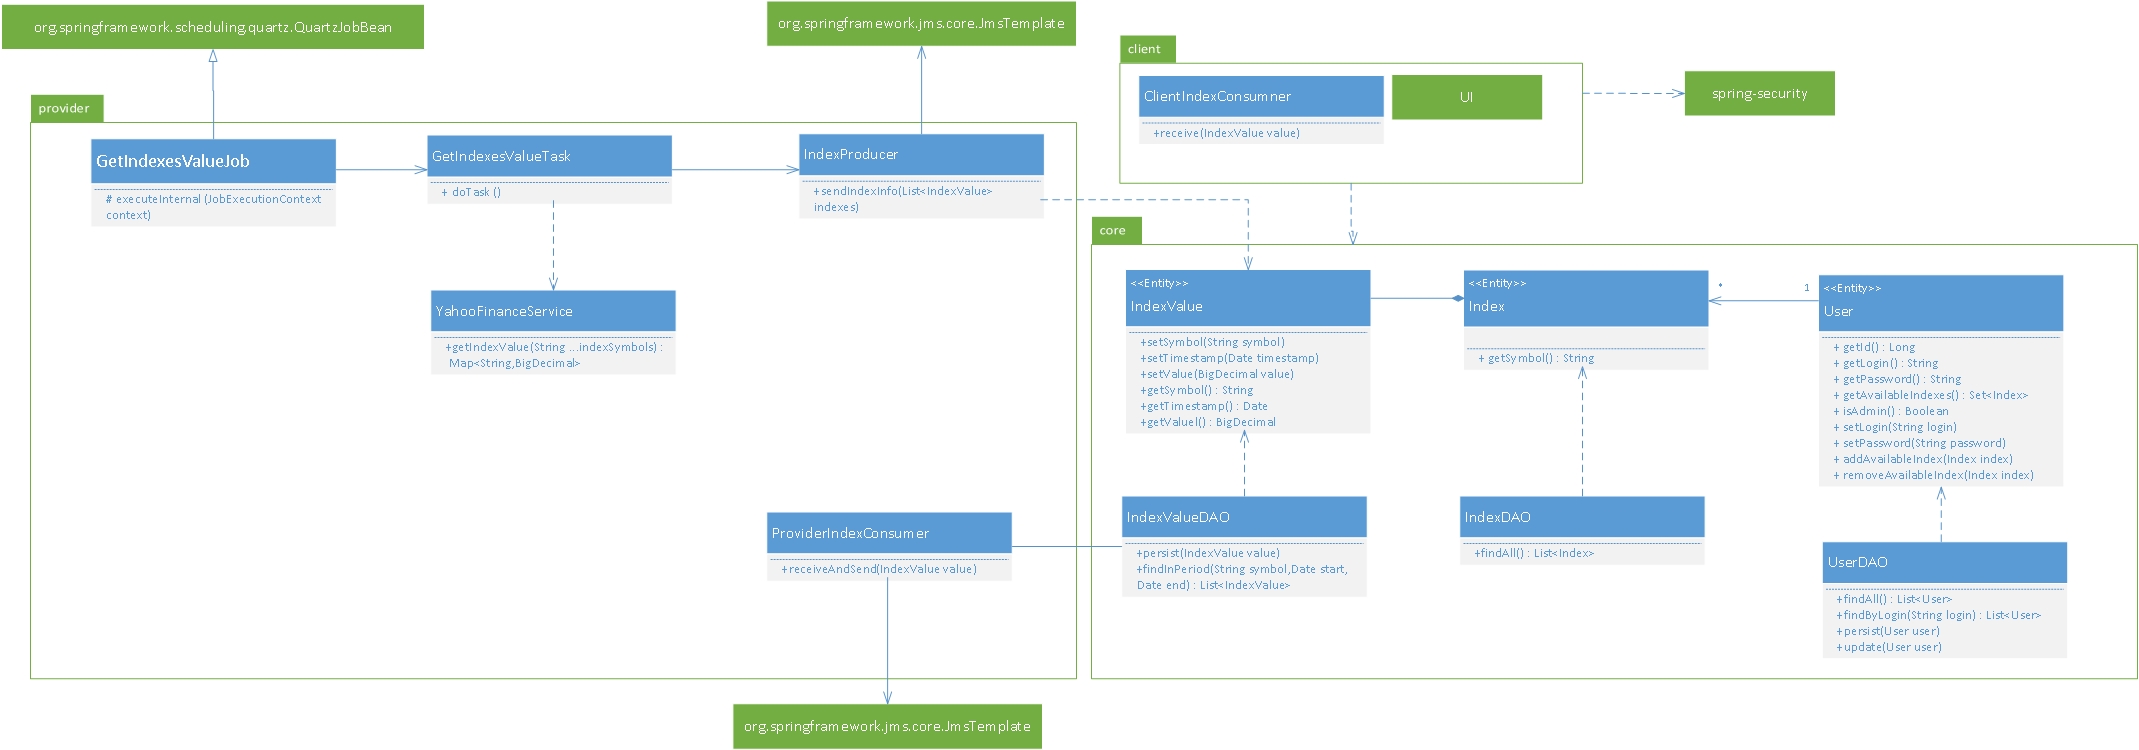 org.springframework.scheduling.quartz.QuartzJobBean
org.springframework.jms.core.JmsTemplate
provider
GetIndexesValueJob
# executeInternal (JobExecutionContext
context)
GetIndexesValueTask
+ doTask ()
IndexProducer
+sendIndexInfo(List<IndexValue>
indexes)
YahooFinanceService
+getIndexValue(String ...indexSymbols) :
Map<String,BigDecimal>
ProviderIndexConsumer
+receiveAndSend(IndexValue value)
org.springframework.jms.core.JmsTemplate
client
ClientIndexConsumner
+receive(IndexValue value)
UI
spring-security
core
<<Entity>>
IndexValue
+setSymbol(String symbol)
+setTimestamp(Date timestamp)
+setValue(BigDecimal value)
+getSymbol() : String
+getTimestamp() : Date
+getValuel() : BigDecimal
<<Entity>>
Index
+ getSymbol() : String
*
1
<<Entity>>
User
+ getId() : Long
+ getLogin() : String
+ getPassword() : String
+ getAvailableIndexes() : Set<Index>
+ isAdmin() : Boolean
+ setLogin(String login)
+ setPassword(String password)
+ addAvailableIndex(Index index)
+ removeAvailableIndex(Index index)
IndexValueDAO
+persist(IndexValue value)
+findInPeriod(String symbol,Date start,
Date end) : List<IndexValue>
IndexDAO
+findAll() : List<Index>
UserDAO
+findAll() : List<User>
+findByLogin(String login) : List<User>
+persist(User user)
+update(User user)